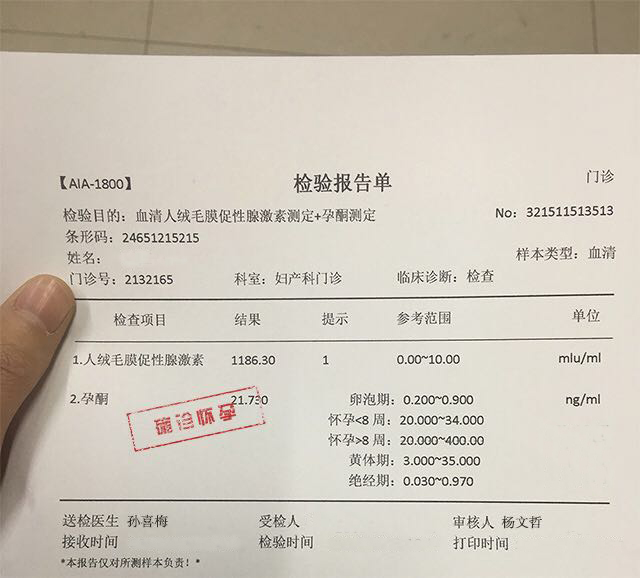 【AIA-1800】 检验报告单 门诊
检验目的：血清人绒毛膜促性腺激素测定+孕酮测定 No：321511513513
条形码：24651215215
姓名： 样本类型：血清
门诊号：2132165 科室：妇产科门诊 临床诊断：检查
检查项目 结果 提示 参考范围 单位
1.人绒毛膜促性腺激素 1186.30 1 0.00~10.00 mlu/ml
2.孕酮 21.730 卵泡期：0.200~0.900 ng/ml
确诊怀孕
怀孕<8 周：20.000~34.000
怀孕>8 周：20.000~400.00
黄体期：3.000~35.000
绝经期：0.030~0.970
送检医生 孙喜梅 受检人 审核人 杨文哲
接收时间 检验时间 打印时间
*本报告仅对所测样本负责！*